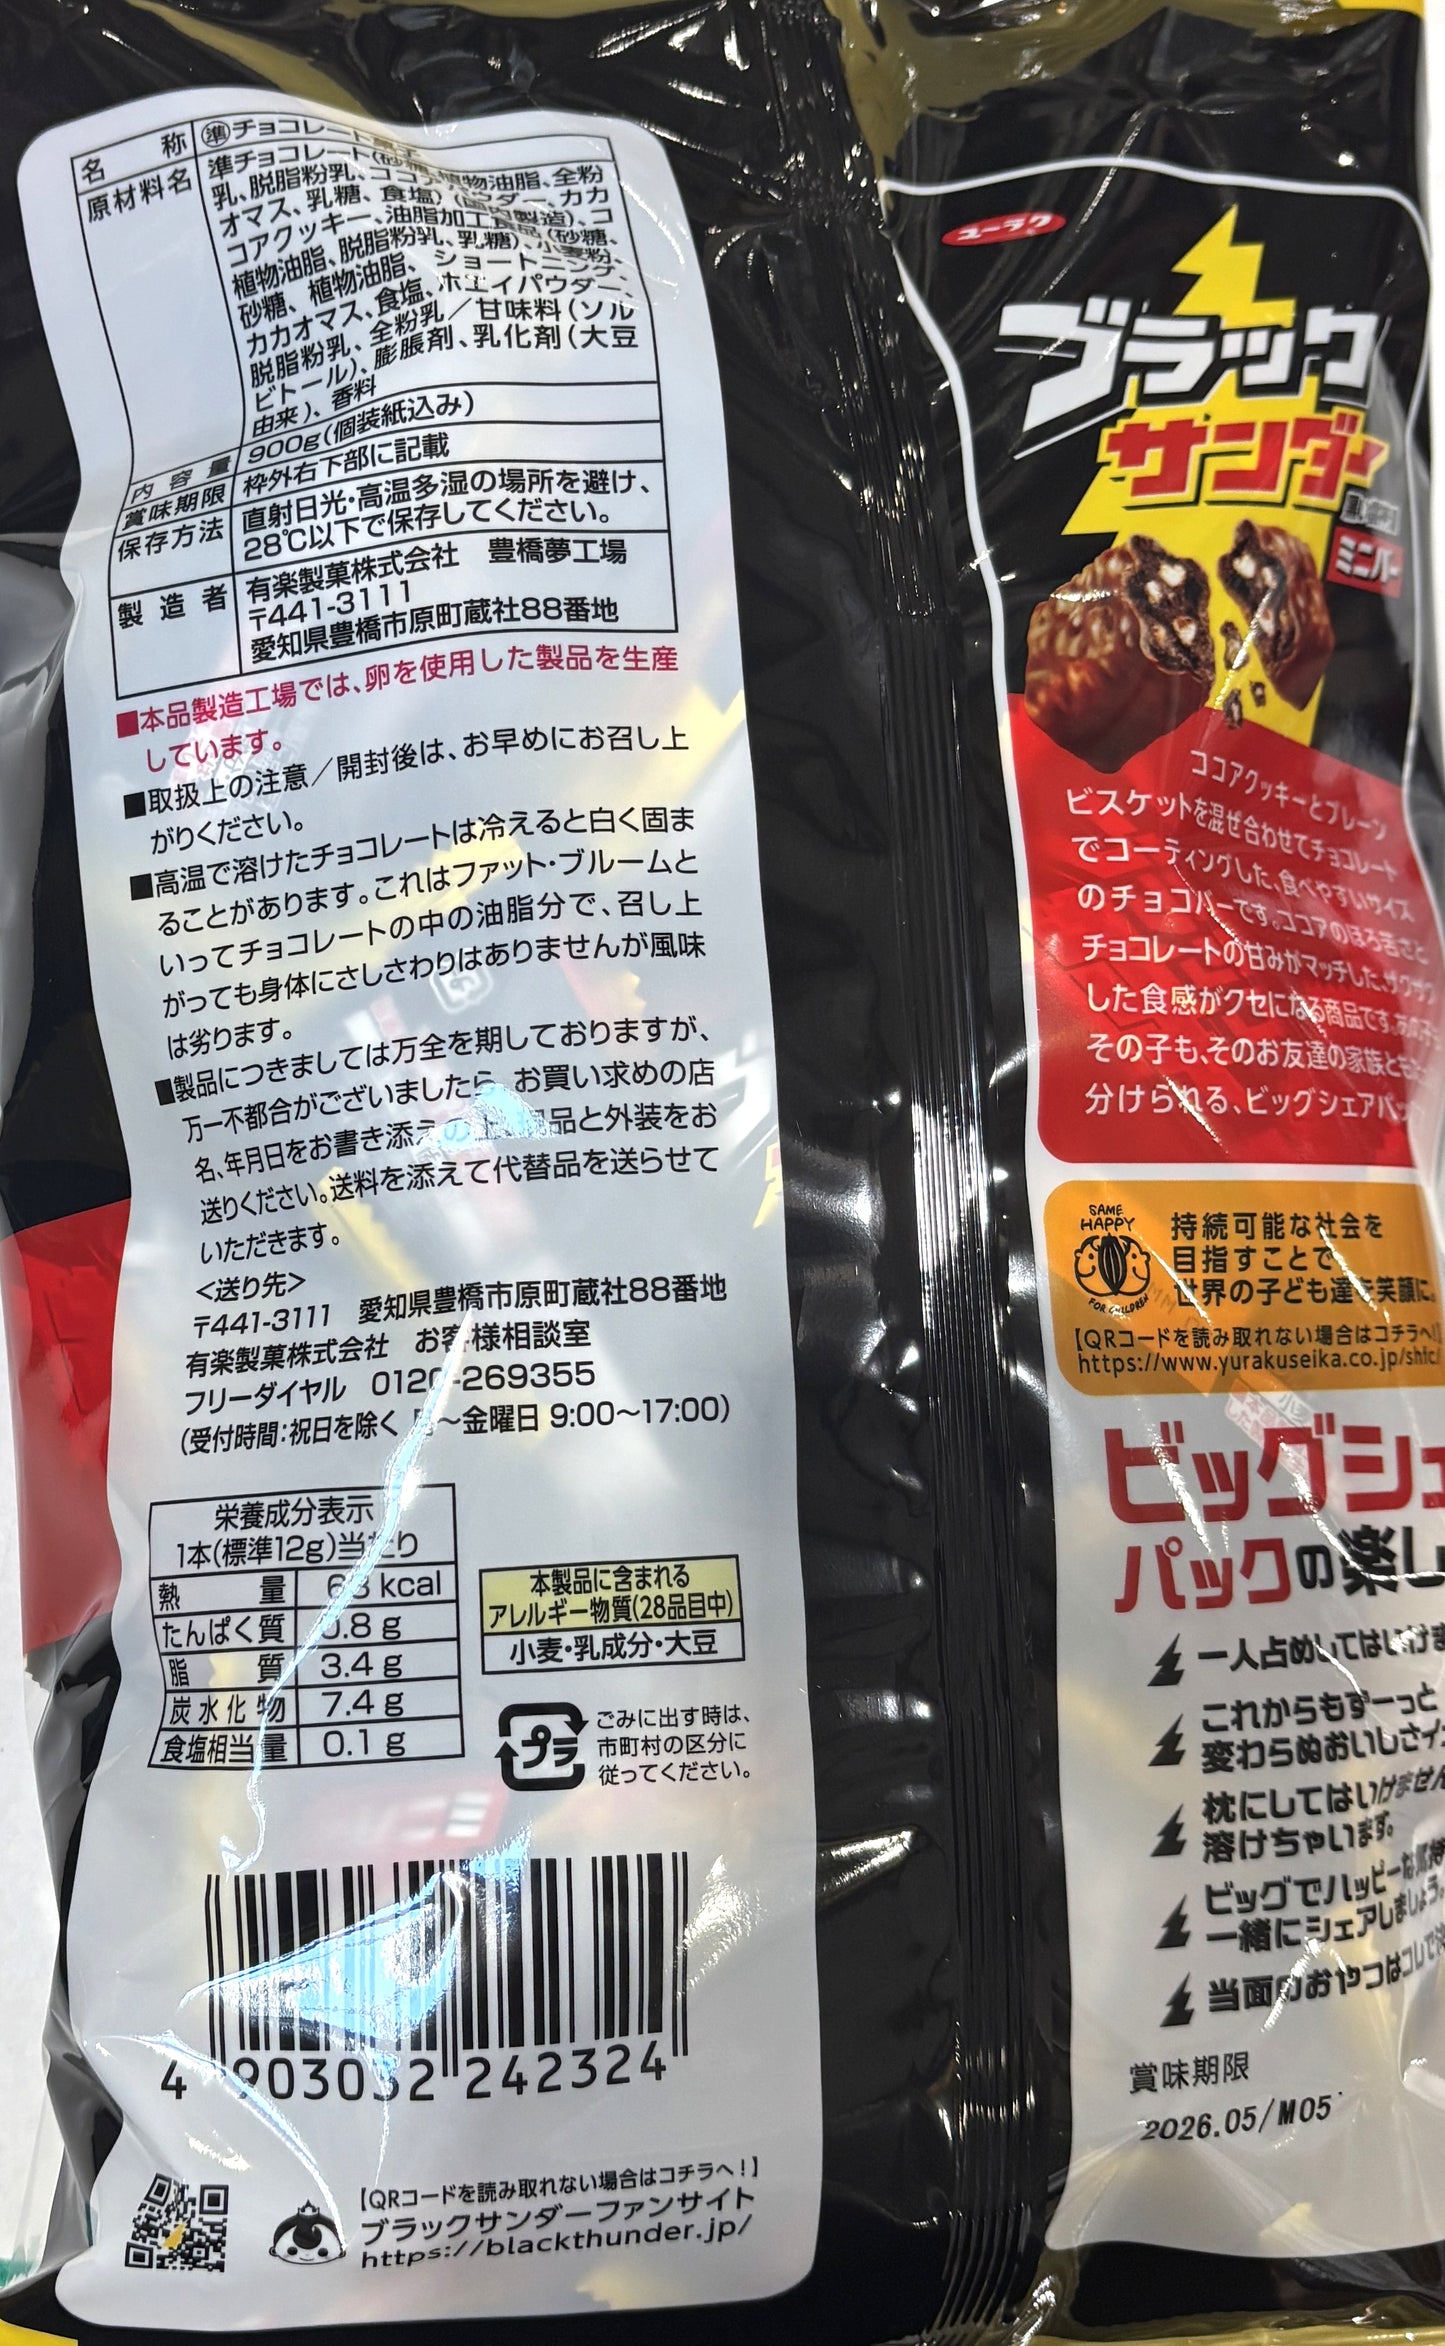 名称 ㊡チョコレート菓子
原材料名 準チョコレート(砂糖、植物油脂、全粉
乳、脱脂粉乳、ココアパウダー、カカ
オマス、乳糖、食塩)(国内製造)、コ
コアクッキー、油脂加工食品(砂糖、
植物油脂、脱脂粉乳、乳糖)、小麦粉、
砂糖、植物油脂、ショートニング、
カカオマス、食塩、ホエイパウダー、
脱脂粉乳、全粉乳/甘味料(ソル
ビトール)、膨脹剤、乳化剤(大豆
由来)、香料
内容量 900g(個装紙込み)
賞味期限 枠外右下部に記載
保存方法 直射日光・高温多湿の場所を避け、
28℃以下で保存してください。
製造者 有楽製菓株式会社 豊橋夢工場
〒441-3111
愛知県豊橋市原町蔵社88番地
■本品製造工場では、卵を使用した製品を生産
しています。
■取扱上の注意/開封後は、お早めにお召し上
がりください。
■高温で溶けたチョコレートは冷えると白く固ま
ることがあります。これはファット・ブルームと
いってチョコレートの中の油脂分で、召し上
がっても身体にさしさわりはありませんが風味
は劣ります。
■製品につきましては万全を期しておりますが、
万一不都合がございましたら、お買い求めの店
名、年月日をお書き添えの上、現品と外装をお
送りください。送料を添えて代替品を送らせて
いただきます。
<送り先>
〒441-3111 愛知県豊橋市原町蔵社88番地
有楽製菓株式会社 お客様相談室
フリーダイヤル 0120-269355
(受付時間:祝日を除く 月〜金曜日 9:00〜17:00)
栄養成分表示
1本(標準12g)当たり
熱量 kcal
たんぱく質 0.8g
脂質 3.4g
炭水化物 7.4g
食塩相当量 0.1g
本製品に含まれる
アレルギー物質(28品目中)
小麦・乳成分・大豆
プラ
ごみに出す時は、
市町村の区分に
従ってください。
4 903032 242324
【QRコードを読み取れない場合はコチラへ!】
ブラックサンダーファンサイト
https://blackthunder.jp/
ユーラク
ブラック
サンダー
ミニバー
ココアクッキーとプレーン
ビスケットを混ぜ合わせてチョコレート
でコーティングした、食べやすいサイズ
のチョコバーです。ココアのほろ苦さと
チョコレートの甘みがマッチした、ザクザク
した食感がクセになる商品です。
その子も、そのお友達の家族とも
分けられる、ビッグシェアパッ
SAME
HAPPY
FOR CHILDREN
持続可能な社会を
目指すことで
世界の子ども達を笑顔に。
【QRコードを読み取れない場合はコチラへ!】
https://www.yurakuseika.co.jp/shfc/
ビッグシェ
パックの楽し
一人占めしてはいけま
これからもずーっと
変わらぬおいしさ
枕にしてはいけません
溶けちゃいます。
ビッグでハッピーな気持
一緒にシェアしましょう。
当面のおやつはコレで
賞味期限
2026.05/M05